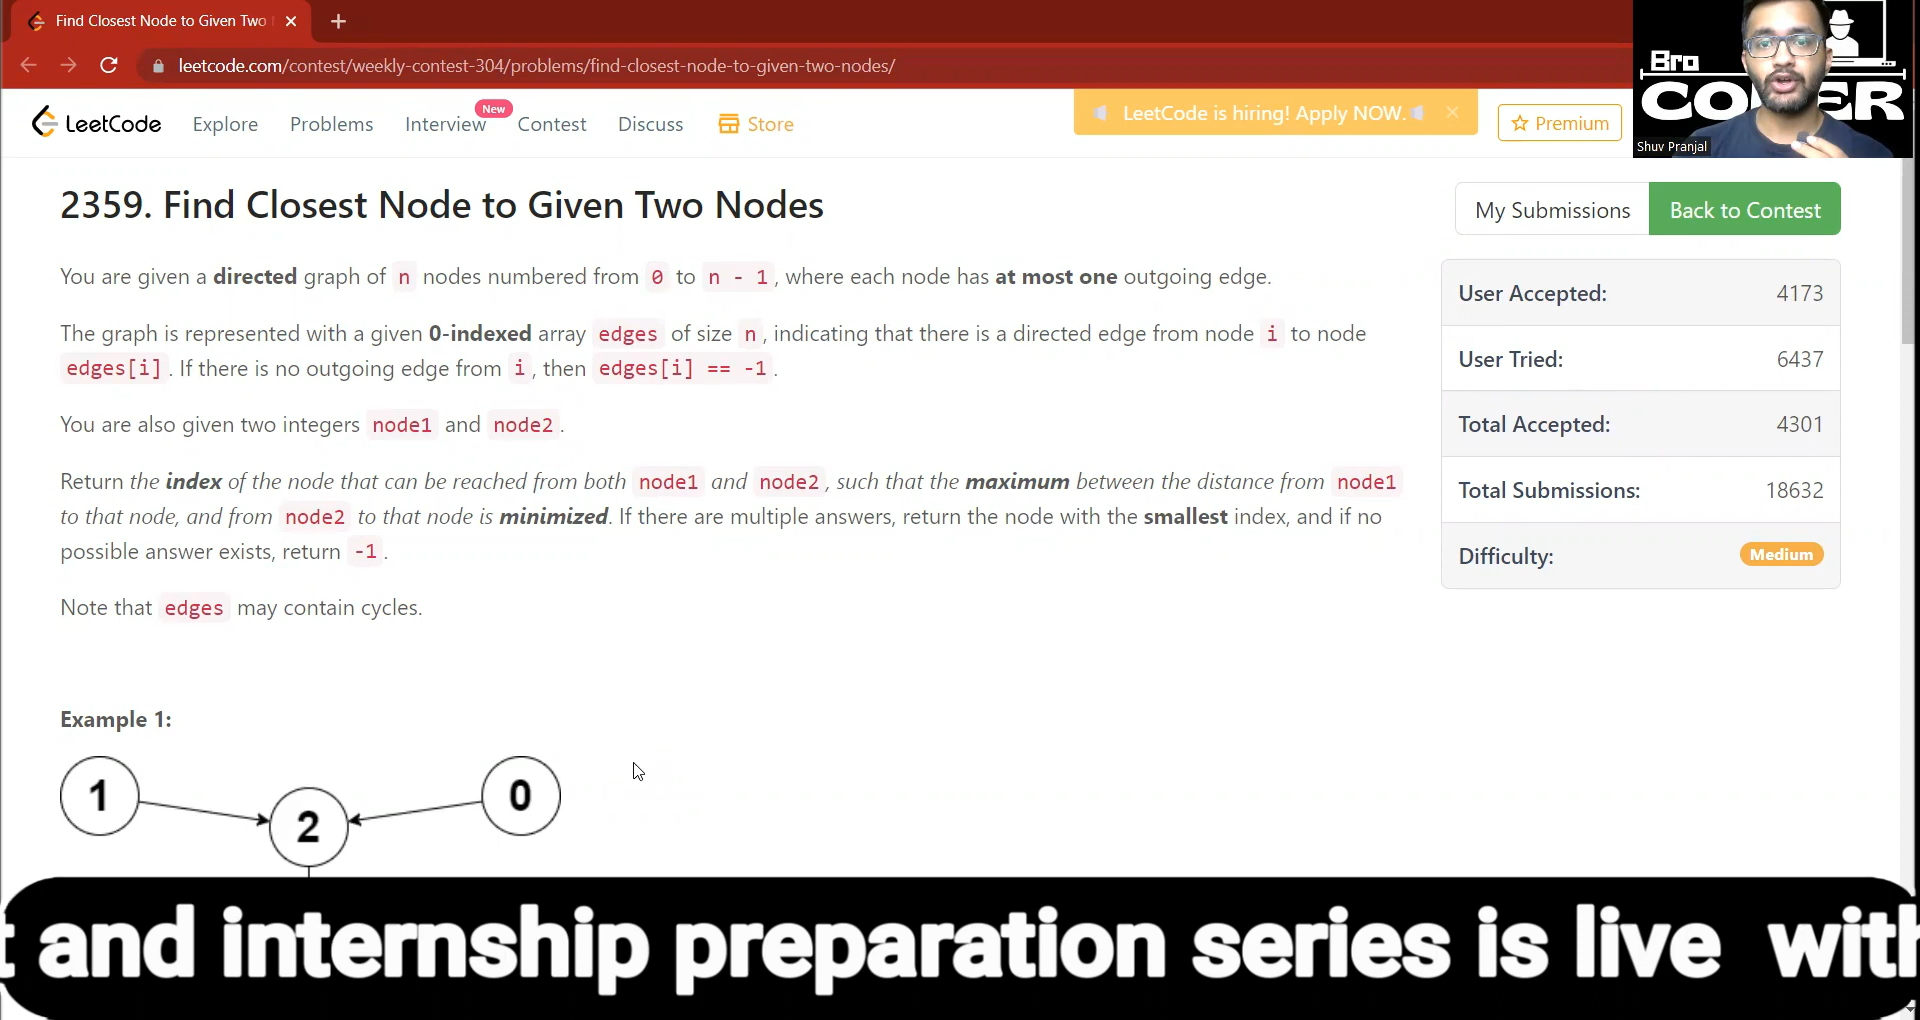 Find Closest Node to Given Two
leetcode.com/contest/weekly-contest-304/problems/find-closest-node-to-given-two-nodes/
LeetCode Explore Problems Interview New Contest Discuss Store
LeetCode is hiring! Apply NOW.
Premium
Bro
CODER
Shuv Pranjal
2359. Find Closest Node to Given Two Nodes
My Submissions Back to Contest
You are given a directed graph of n nodes numbered from 0 to n - 1, where each node has at most one outgoing edge.
The graph is represented with a given 0-indexed array edges of size n, indicating that there is a directed edge from node i to node
edges[i]. If there is no outgoing edge from i, then edges[i] == -1.
You are also given two integers node1 and node2.
Return the index of the node that can be reached from both node1 and node2, such that the maximum between the distance from node1
to that node, and from node2 to that node is minimized. If there are multiple answers, return the node with the smallest index, and if no
possible answer exists, return -1.
Note that edges may contain cycles.
User Accepted: 4173
User Tried: 6437
Total Accepted: 4301
Total Submissions: 18632
Difficulty: Medium
Example 1:
1
0
2
t and internship preparation series is live with